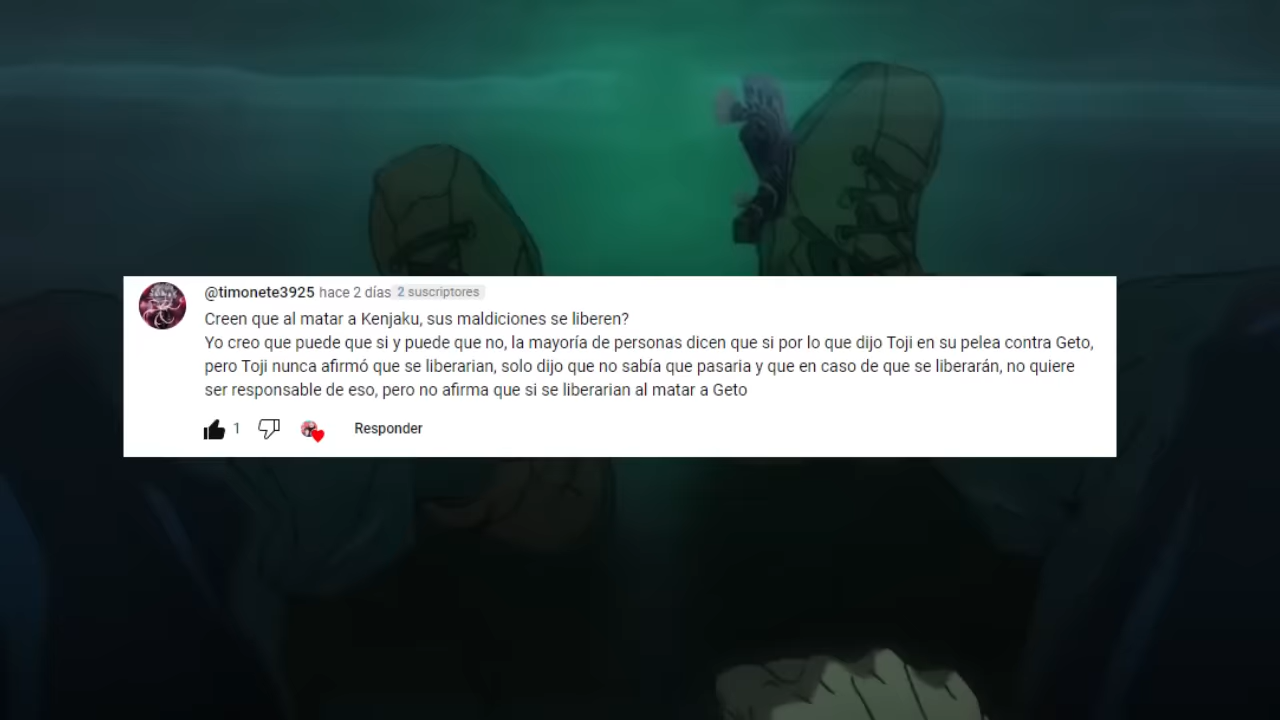 @timonete3925 hace 2 días 2 suscriptores
Creen que al matar a Kenjaku, sus maldiciones se liberen?
Yo creo que puede que si y puede que no, la mayoría de personas dicen que si por lo que dijo Toji en su pelea contra Geto,
pero Toji nunca afirmó que se liberarian, solo dijo que no sabía que pasaria y que en caso de que se liberarán, no quiere
ser responsable de eso, pero no afirma que si se liberarian al matar a Geto
1 Responder